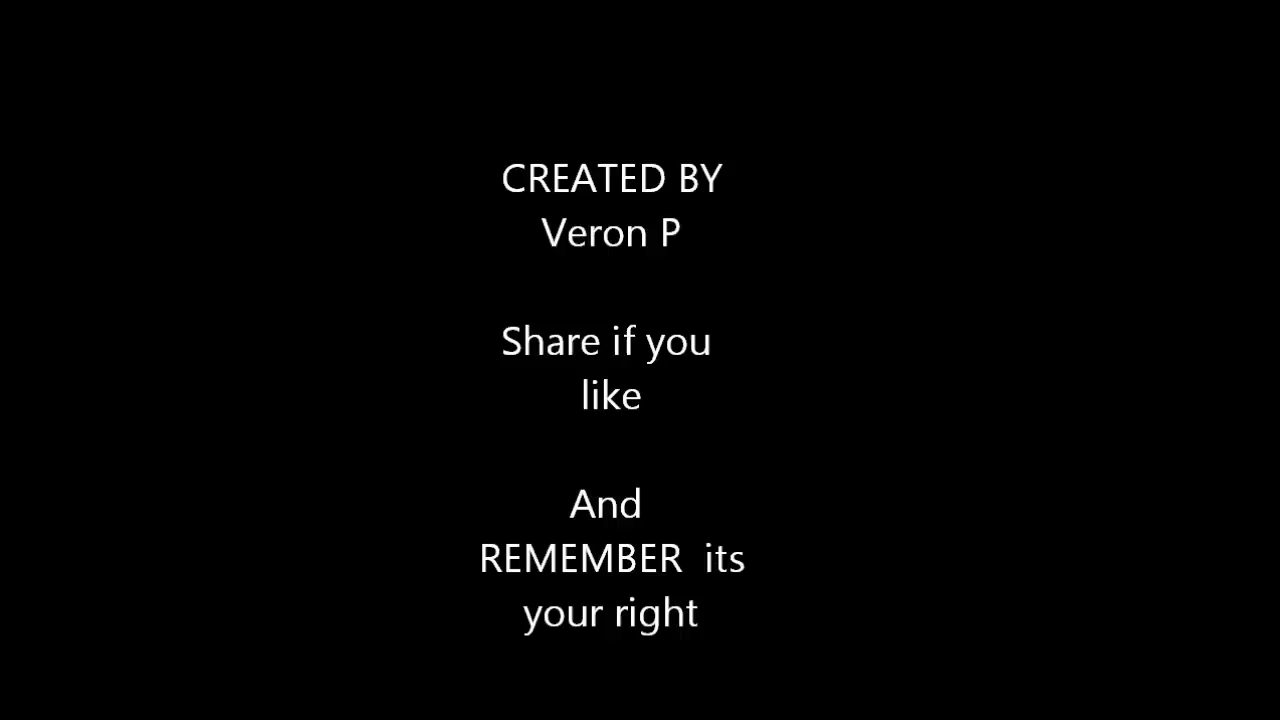 CREATED BY
Veron P
Share if you
like
And
REMEMBER  its
your right